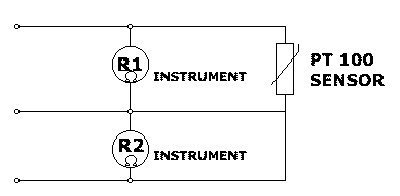 R1
INSTRUMENT
PT 100
SENSOR
R2
INSTRUMENT